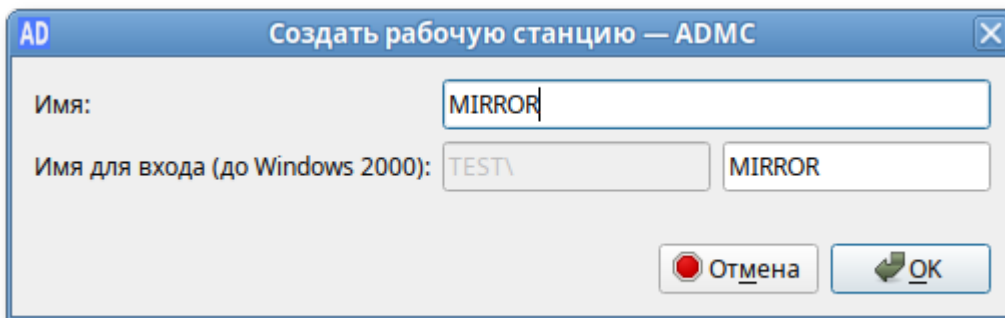 AD Создать рабочую станцию — ADMC
Имя: MIRROR
Имя для входа (до Windows 2000): TEST\ MIRROR
Отмена OK